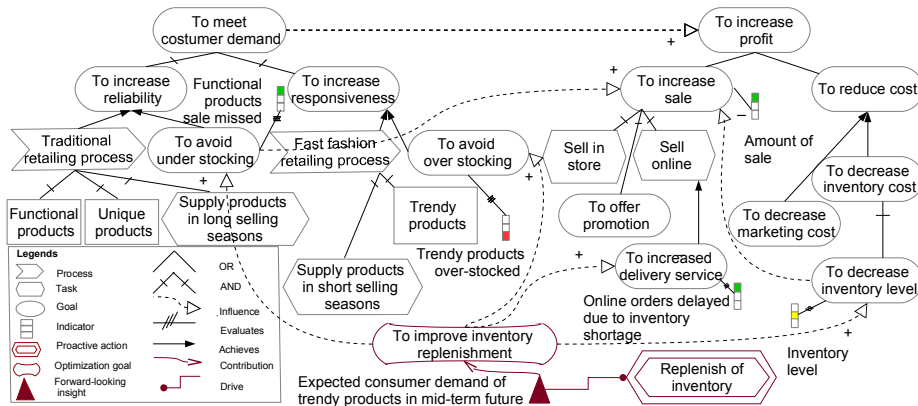 To meet
costumer demand
+
To increase
profit
To increase
reliability
Functional
products
sale missed
To increase
responsiveness
+
To increase
sale
To reduce cost
Traditional
retailing process
To avoid
under stocking
Fast fashion
retailing process
To avoid
over stocking
Sell in
store
Sell
online
Amount of
sale
+
+
+
Functional
products
Unique
products
Supply products
in long selling
seasons
Trendy
products
To offer
promotion
To decrease
marketing cost
To decrease
inventory cost
Trendy products
over-stocked
Supply products
in short selling
seasons
+
To increased
delivery service
Online orders delayed
due to inventory
shortage
To decrease
inventory level
+
Inventory
level
To improve inventory
replenishment
Expected consumer demand of
trendy products in mid-term future
Replenish of
inventory
Legends
Process
Task
Goal
Indicator
Proactive action
Optimization goal
Forward-looking
insight
OR
AND
Influence
Evaluates
Achieves
Contribution
Drive